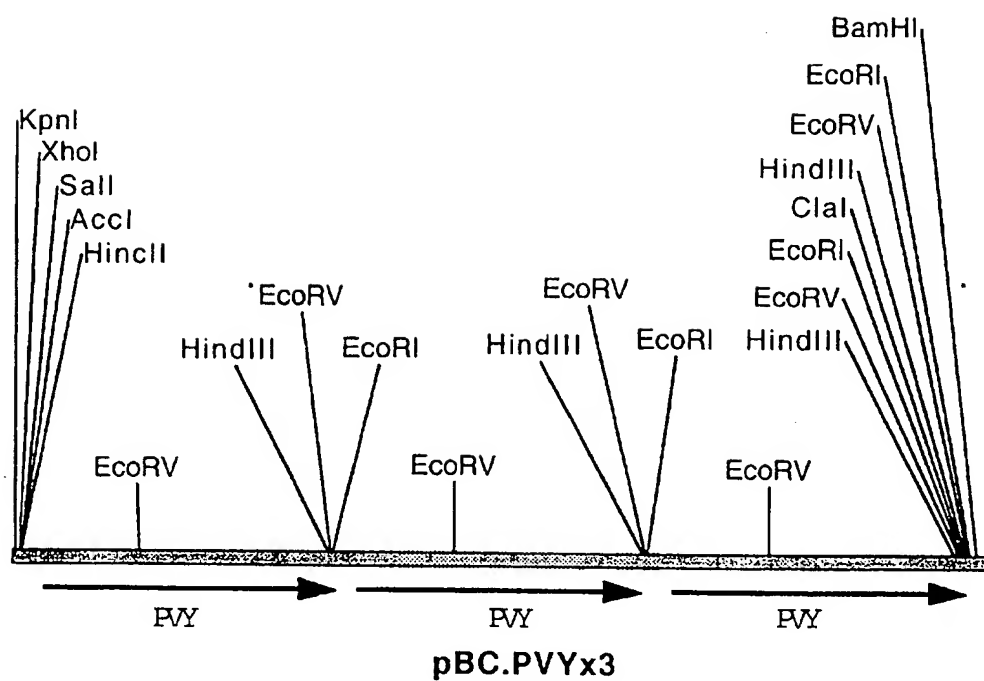 BamHI
EcoRI
KpnI
EcoRV
XhoI
HindIII
SalI
ClaI
AccI
EcoRI
HincII
EcoRV
EcoRV
EcoRV
HindIII
HindIII
EcoRI
HindIII
EcoRI
EcoRV
EcoRV
EcoRV
PVY
PVY
PVY
pBC.PVYx3